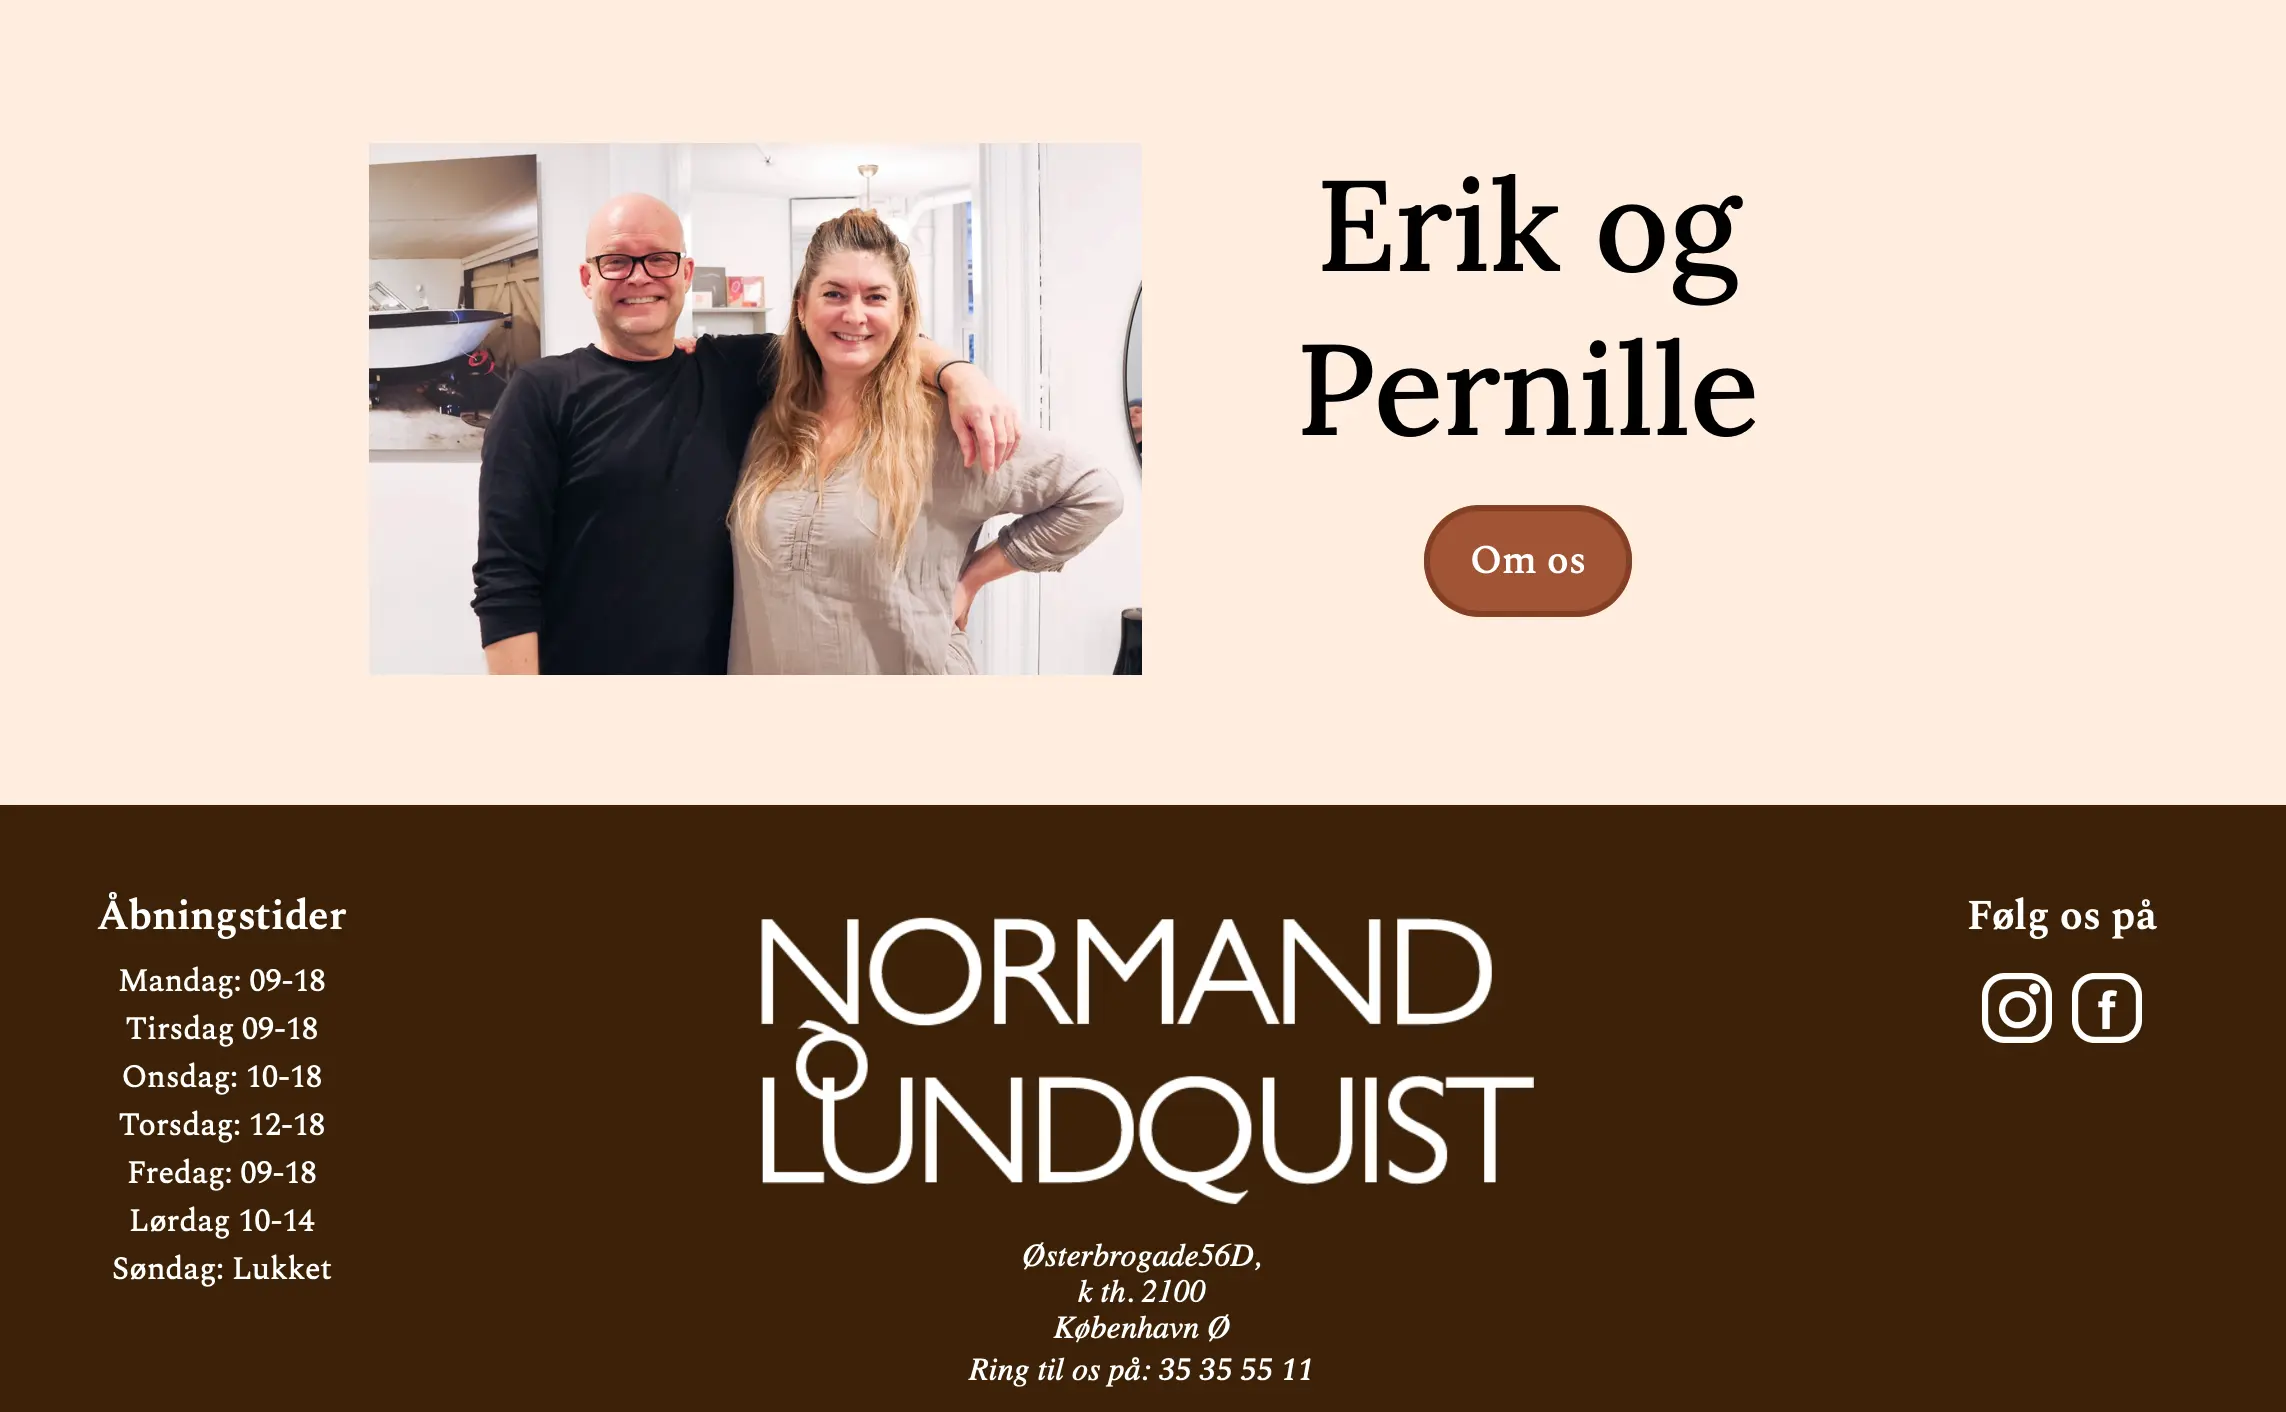 Erik og
Pernille
Om os
Åbningstider
Mandag: 09-18
Tirsdag 09-18
Onsdag: 10-18
Torsdag: 12-18
Fredag: 09-18
Lørdag 10-14
Søndag: Lukket
NORMAND
LUNDQUIST
Østerbrogade56D,
k th. 2100
København Ø
Ring til os på: 35 35 55 11
Følg os på